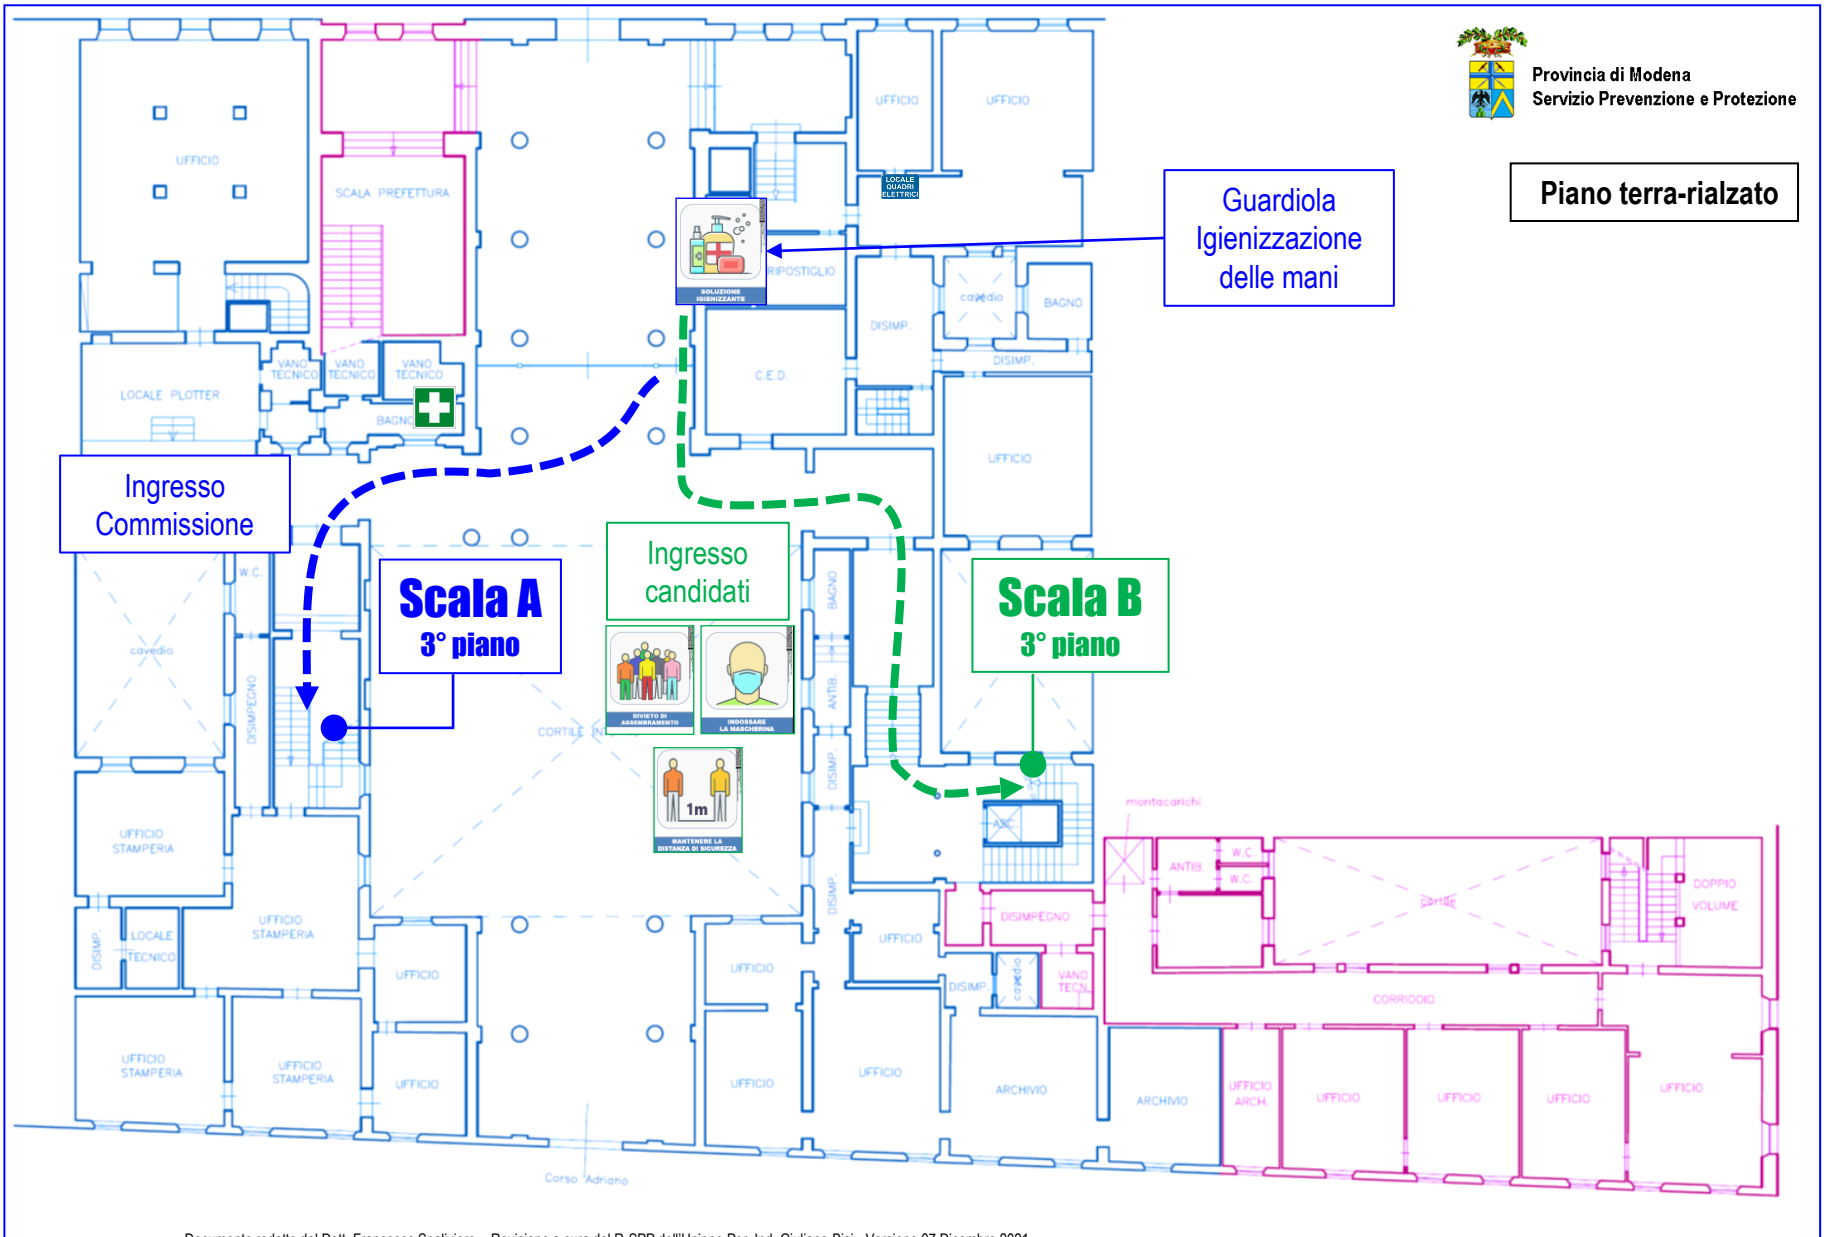 Provincia di Modena
Servizio Prevenzione e Protezione
Piano terra-rialzato
UFFICIO
UFFICIO
UFFICIO
SCALA PREFETTURA
LOCALE
QUADRI
ELETTRICI
Guardiola
Igienizzazione
delle mani
SOLUZIONE
IGIENIZZANTE
RIPOSTIGLIO
cavedio
BAGNO
DISIMP.
DISIMP.
VANO
TECNICO
VANO
TECNICO
VANO
TECNICO
C.E.D.
LOCALE PLOTTER
BAGNO
UFFICIO
Ingresso
Commissione
Ingresso
candidati
W.C.
BAGNO
Scala A
3° piano
Scala B
3° piano
cavedio
DISIMPEGNO
ANTIB.
DIVIETO DI
ASSEMBRAMENTO
INDOSSARE
LA MASCHERINA
CORTILE
DISIMP.
1m
MANTENERE LA
DISTANZA DI SICUREZZA
ASC.
montacarichi
UFFICIO
STAMPERIA
ANTIB.
W.C.
W.C.
cortile
DOPPIO
VOLUME
DISIMP.
UFFICIO
STAMPERIA
DISIMPEGNO
DISIMP.
LOCALE
TECNICO
UFFICIO
UFFICIO
UFFICIO
DISIMP.
cavedio
VANO
TECN.
CORRIDOIO
UFFICIO
STAMPERIA
UFFICIO
STAMPERIA
UFFICIO
UFFICIO
UFFICIO
ARCHIVIO
ARCHIVIO
UFFICIO
ARCH.
UFFICIO
UFFICIO
UFFICIO
UFFICIO
Corso Adriano